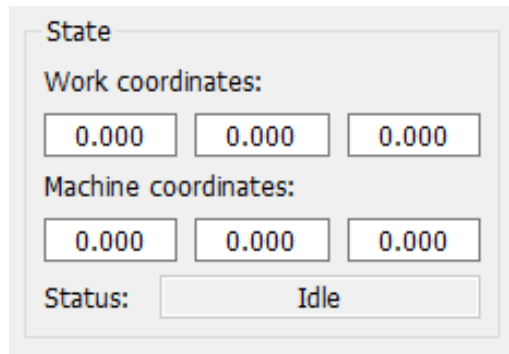 State
Work coordinates:
0.000 0.000 0.000
Machine coordinates:
0.000 0.000 0.000
Status: Idle